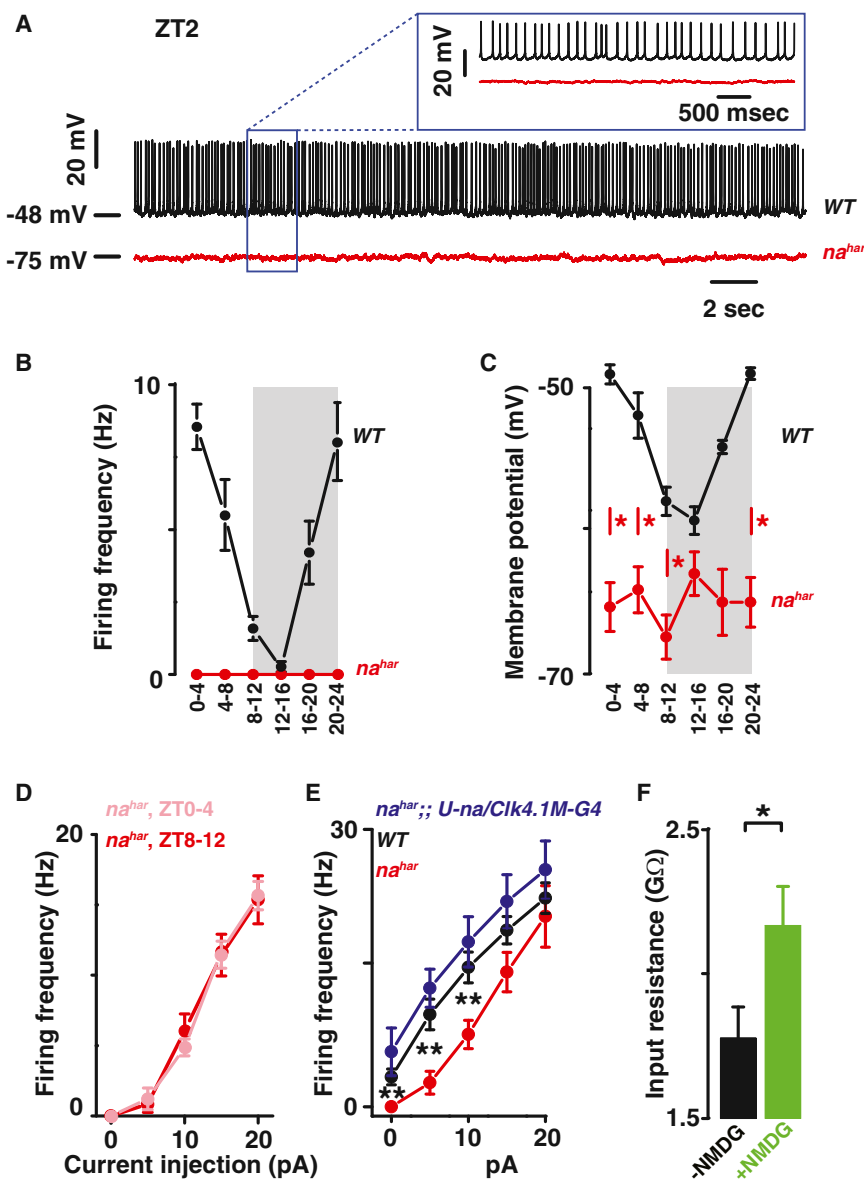 A
ZT2
20 mV
500 msec
20 mV
-48 mV
WT
-75 mV
na^har
2 sec
B
Firing frequency (Hz)
10
0
WT
na^har
0-4
4-8
8-12
12-16
16-20
20-24
C
Membrane potential (mV)
-50
-70
WT
* * * *
na^har
0-4
4-8
8-12
12-16
16-20
20-24
D
na^har, ZT0-4
na^har, ZT8-12
Firing frequency (Hz)
20
0
0 10 20
Current injection (pA)
E
na^har;; U-na/Clk4.1M-G4
WT
na^har
Firing frequency (Hz)
30
0
** ** **
0 10 20
pA
F
Input resistance (GΩ)
2.5
1.5
*
-NMDG
+NMDG